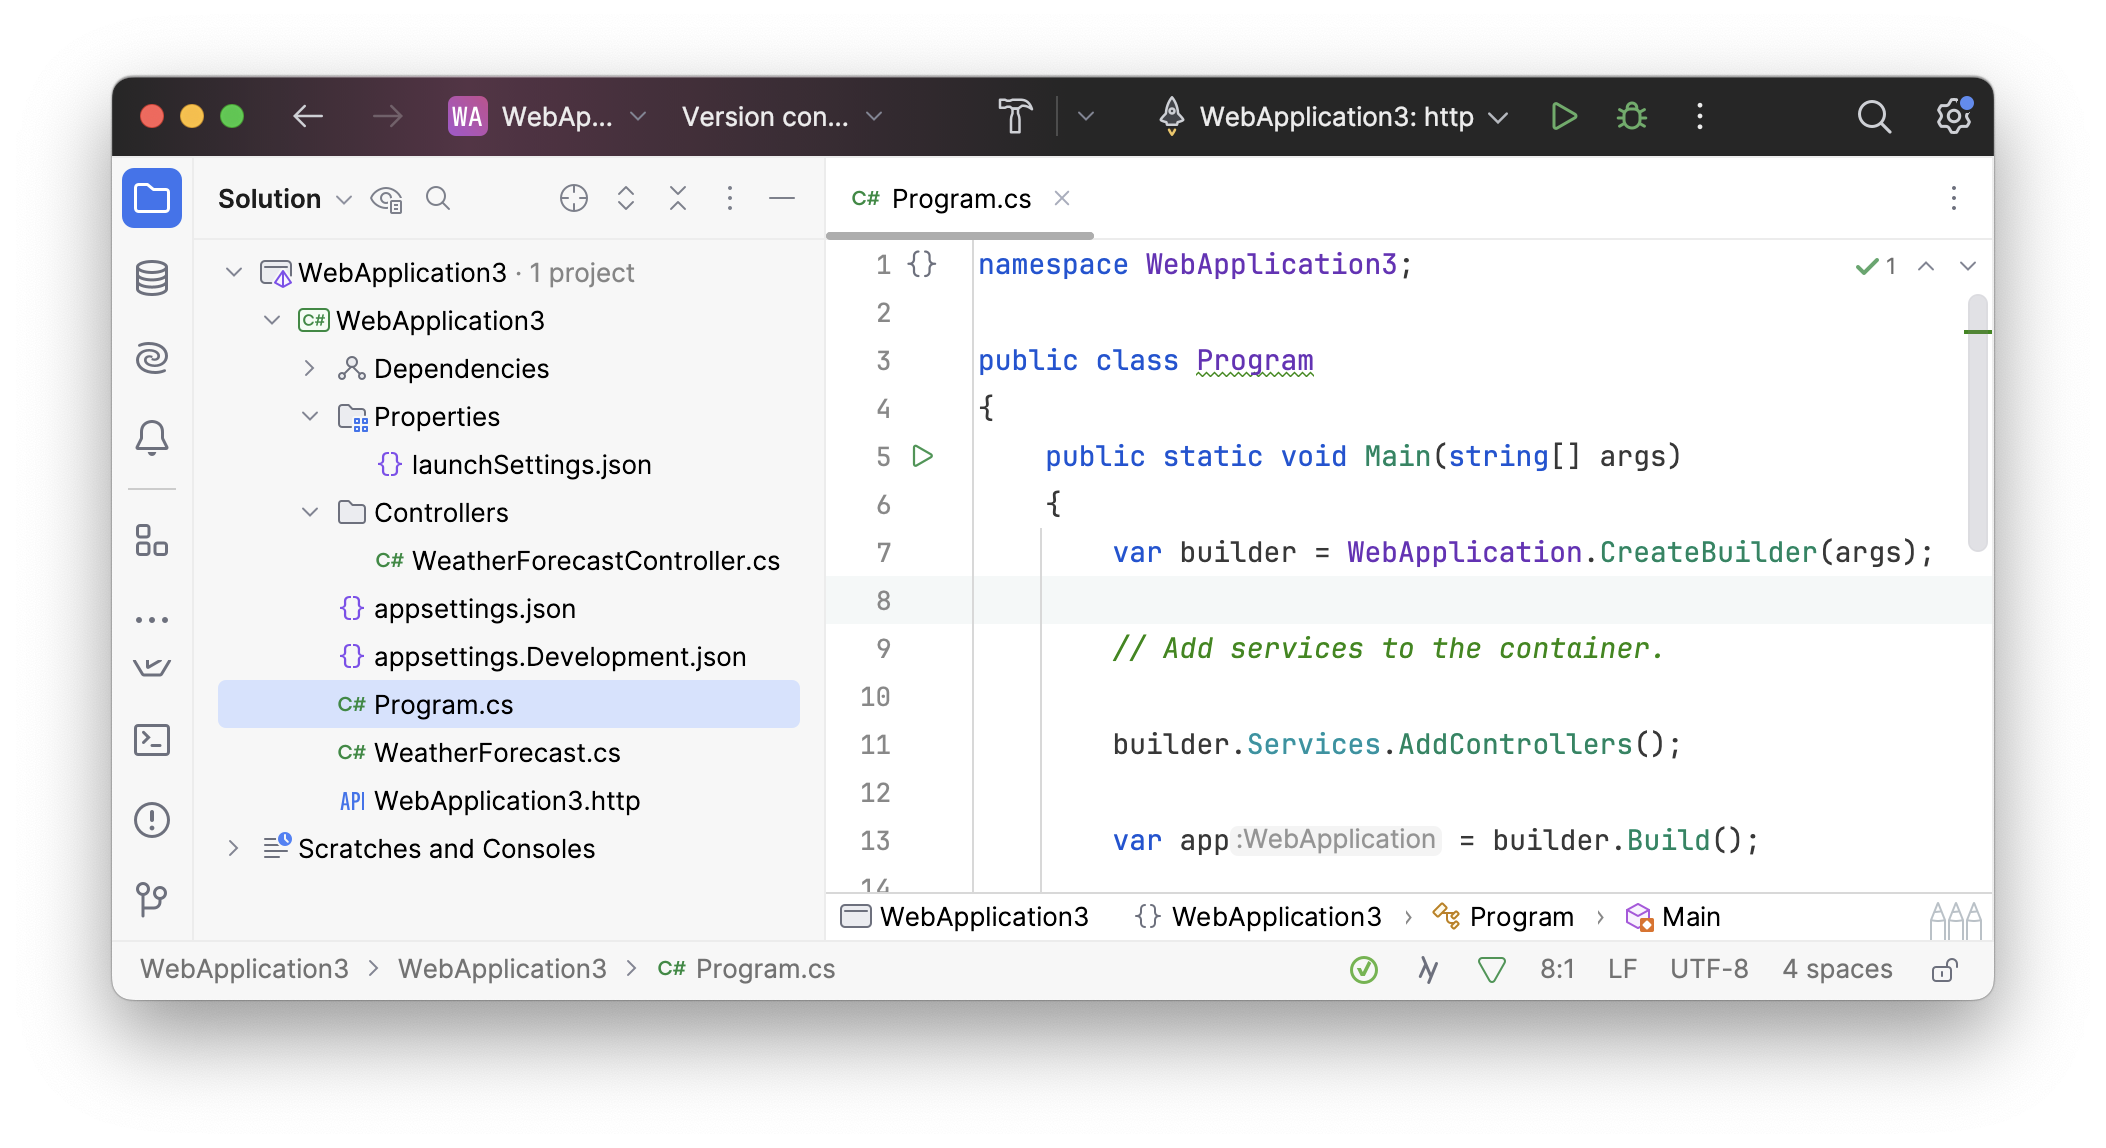 WA WebAp... Version con... WebApplication3: http
Solution
C# Program.cs
WebApplication3 · 1 project
C# WebApplication3
Dependencies
Properties
{} launchSettings.json
Controllers
C# WeatherForecastController.cs
{} appsettings.json
{} appsettings.Development.json
C# Program.cs
C# WeatherForecast.cs
API WebApplication3.http
Scratches and Consoles
1 {} namespace WebApplication3;
✓ 1
2
3 public class Program
4 {
5 public static void Main(string[] args)
6 {
7 var builder = WebApplication.CreateBuilder(args);
8
9 // Add services to the container.
10
11 builder.Services.AddControllers();
12
13 var app :WebApplication = builder.Build();
14
WebApplication3 {} WebApplication3 › Program › Main
WebApplication3 > WebApplication3 > C# Program.cs
8:1 LF UTF-8 4 spaces